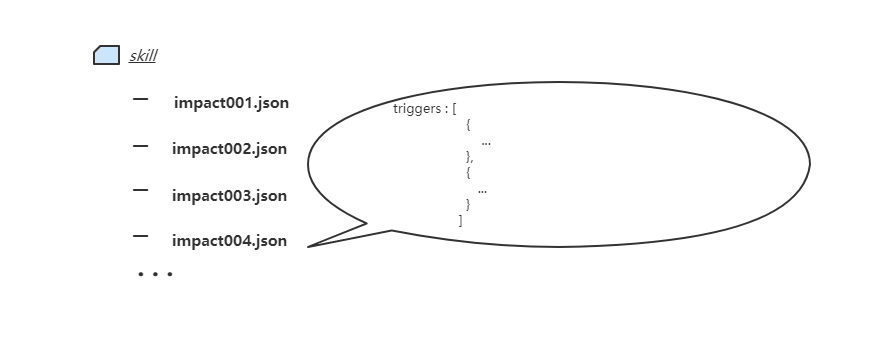 skill
— impact001.json
— impact002.json
— impact003.json
— impact004.json
...
triggers : [
{
...
},
{
...
}
]